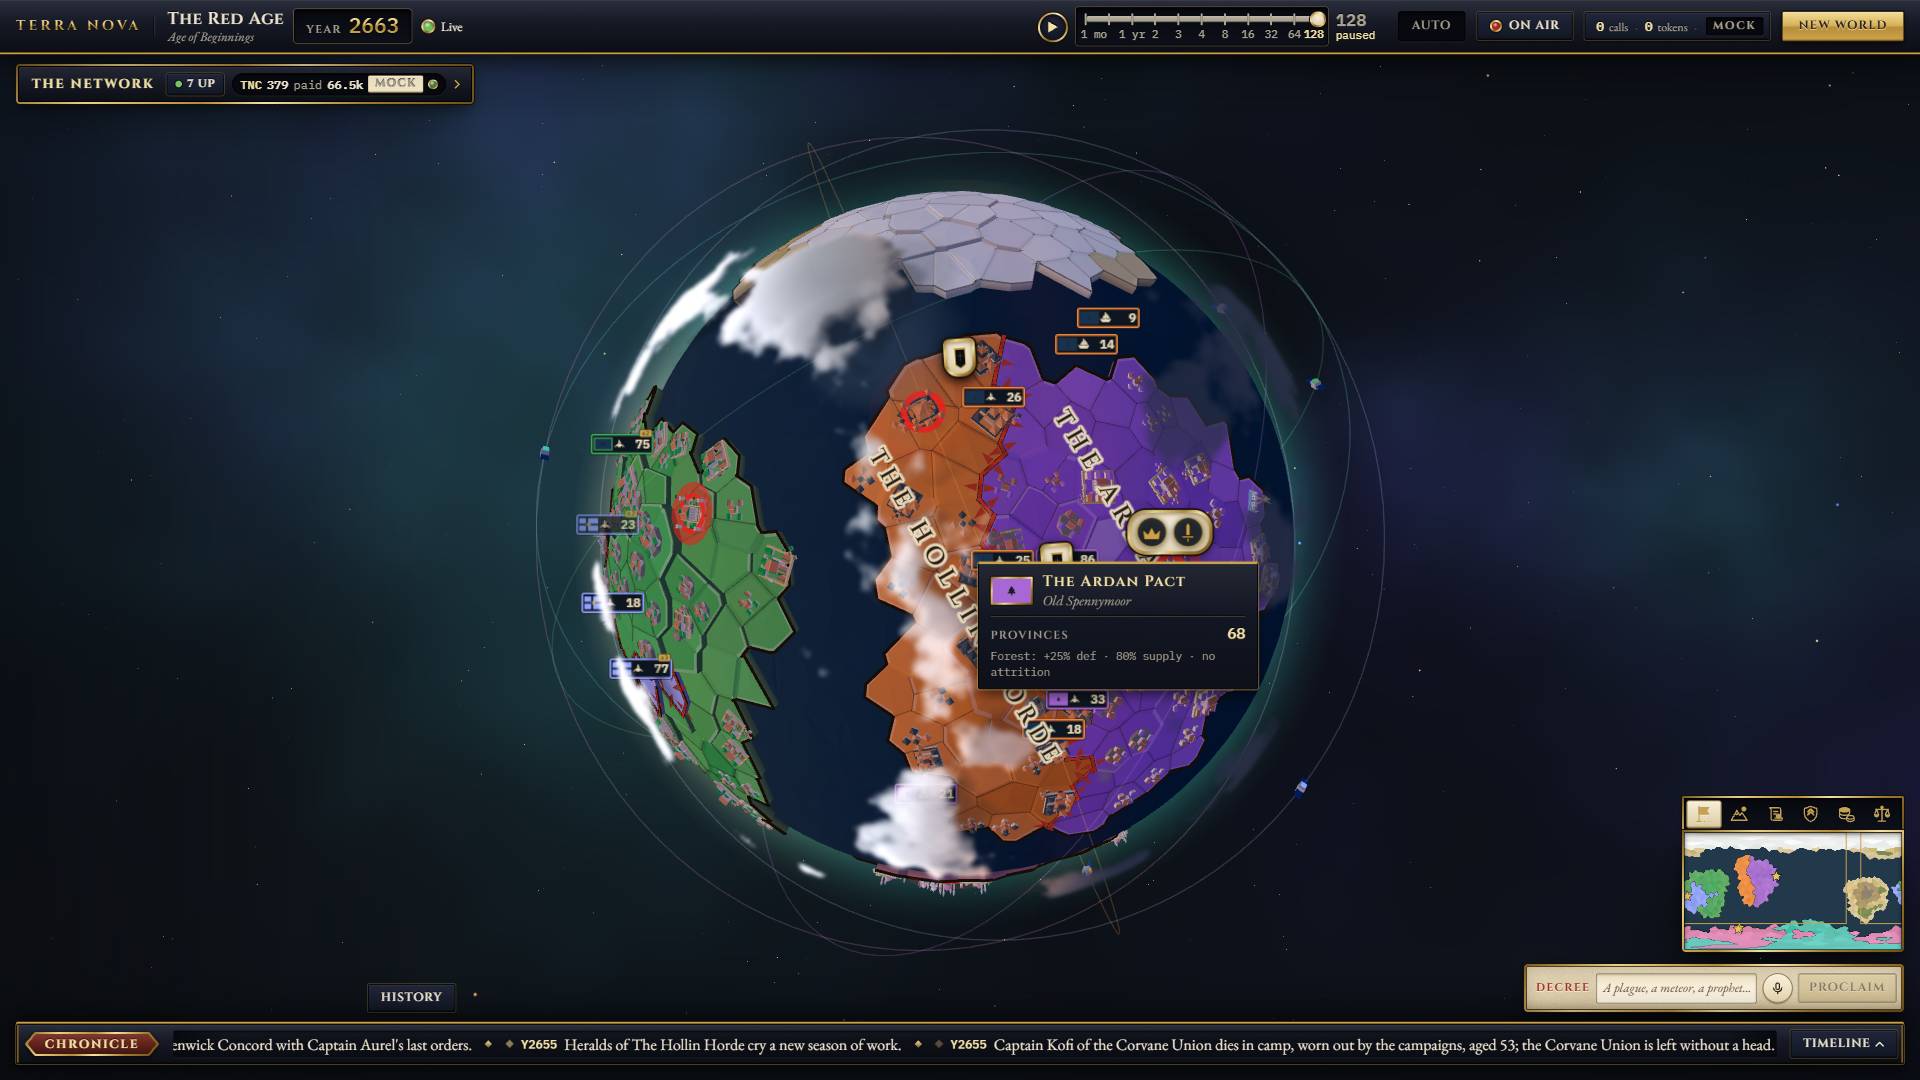 TERRA NOVA
THE RED AGE
Age of Beginnings
YEAR 2663
Live
1 mo 1 yr 2 3 4 8 16 32 64 128
128
paused
AUTO
ON AIR
0 calls · 0 tokens · MOCK
NEW WORLD
THE NETWORK
7 UP
TNC 379 paid 66.5k MOCK
9
14
26
75
23
18
77
THE HOLLI
ORDE
THE AR
25
86
THE ARDAN PACT
Old Spennymoor
PROVINCES 68
Forest: +25% def · 80% supply · no
attrition
33
18
HISTORY
DECREE A plague, a meteor, a prophet... PROCLAIM
CHRONICLE
enwick Concord with Captain Aurel's last orders. Y2655 Heralds of The Hollin Horde cry a new season of work. Y2655 Captain Kofi of the Corvane Union dies in camp, worn out by the campaigns, aged 53; the Corvane Union is left without a head.
TIMELINE